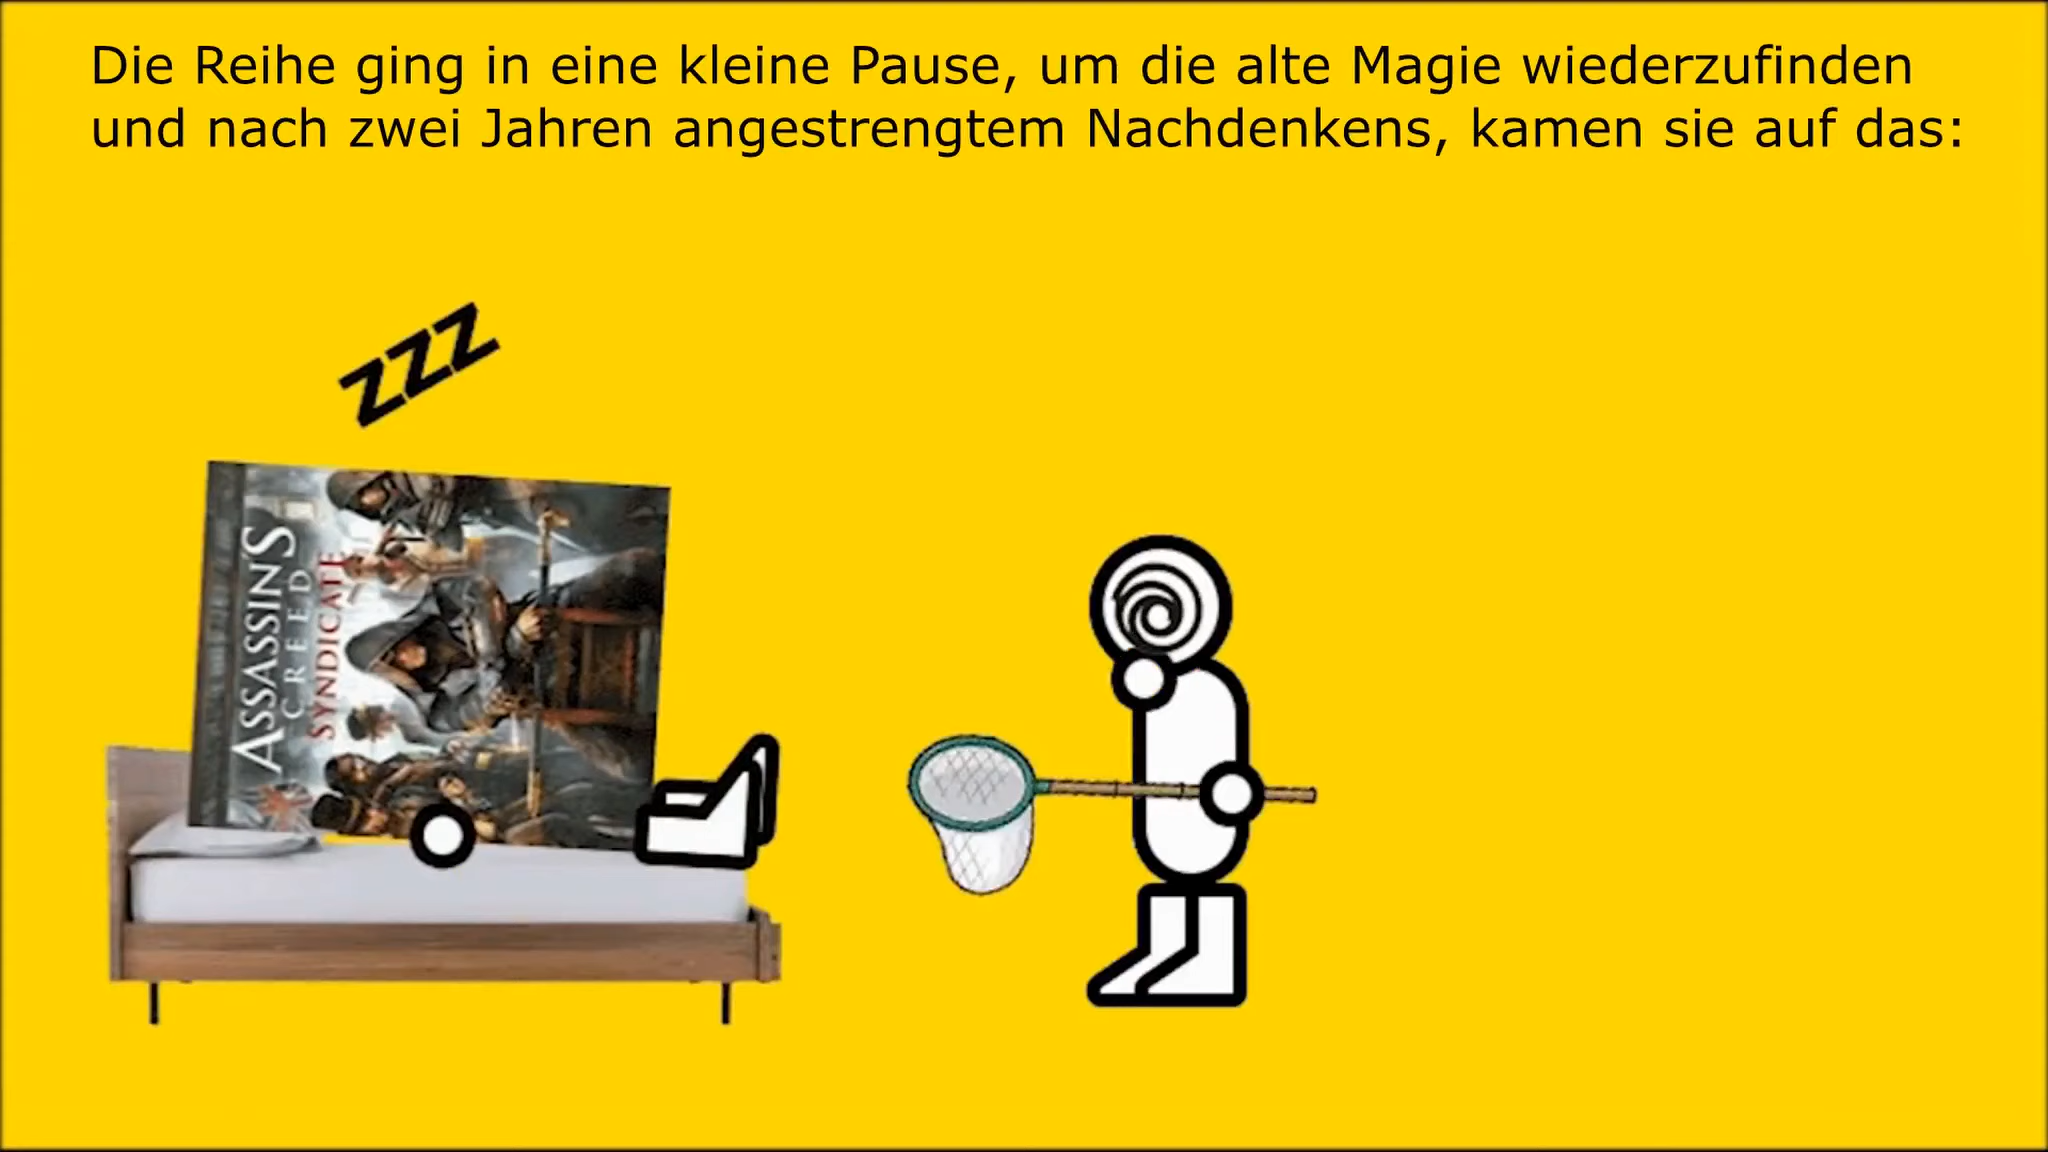 Die Reihe ging in eine kleine Pause, um die alte Magie wiederzufinden
und nach zwei Jahren angestrengtem Nachdenkens, kamen sie auf das:
zzz
ASSASSIN'S
CREED
SYNDICATE